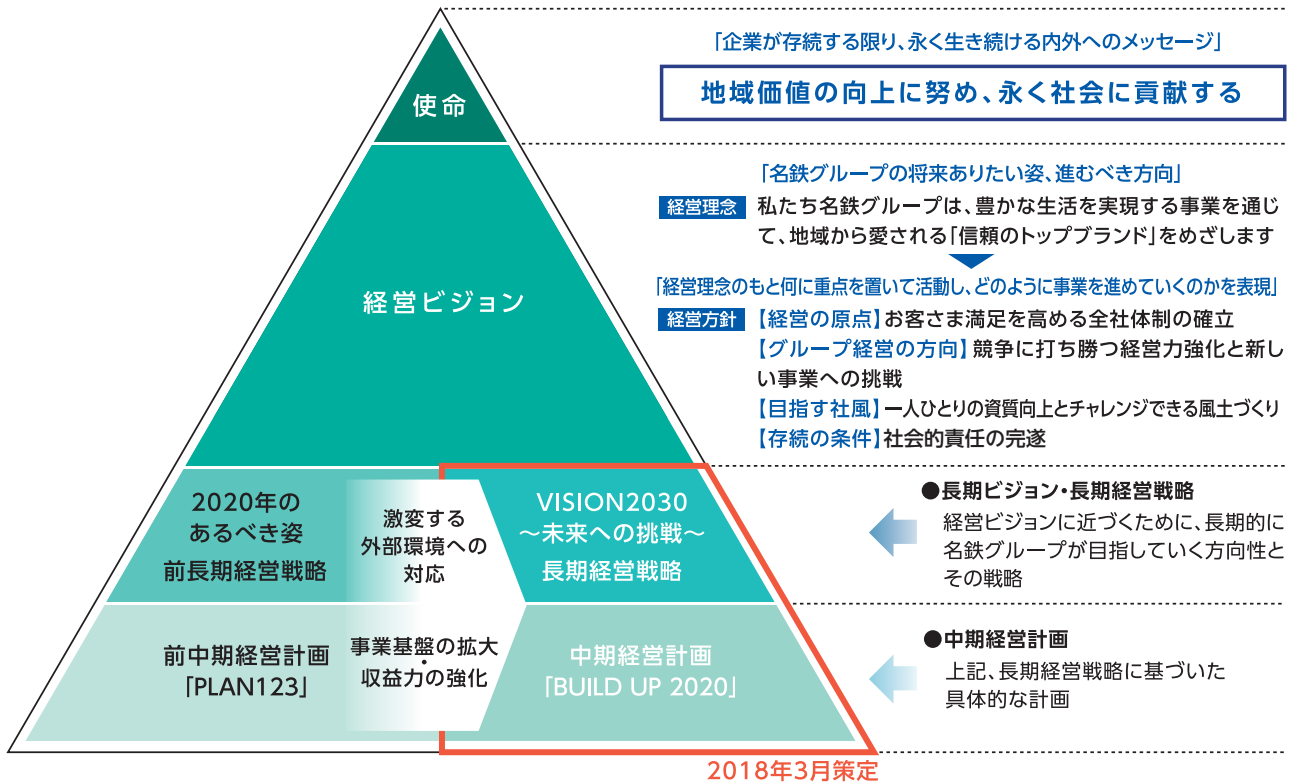 「企業が存続する限り、永く生き続ける内外へのメッセージ」
地域価値の向上に努め、永く社会に貢献する
使命
「名鉄グループの将来ありたい姿、進むべき方向」
経営理念 私たち名鉄グループは、豊かな生活を実現する事業を通じ
て、地域から愛される「信頼のトップブランド」をめざします
「経営理念のもと何に重点を置いて活動し、どのように事業を進めていくのかを表現」
経営方針 【経営の原点】お客さま満足を高める全社体制の確立
【グループ経営の方向】競争に打ち勝つ経営力強化と新し
い事業への挑戦
【目指す社風】一人ひとりの資質向上とチャレンジできる風土づくり
【存続の条件】社会的責任の完遂
経営ビジョン
2020年の
あるべき姿
前長期経営戦略
激変する
外部環境への
対応
VISION2030
〜未来への挑戦〜
長期経営戦略
●長期ビジョン・長期経営戦略
経営ビジョンに近づくために、長期的に
名鉄グループが目指していく方向性と
その戦略
前中期経営計画
「PLAN123」
事業基盤の拡大
・
収益力の強化
中期経営計画
「BUILD UP 2020」
●中期経営計画
上記、長期経営戦略に基づいた
具体的な計画
2018年3月策定